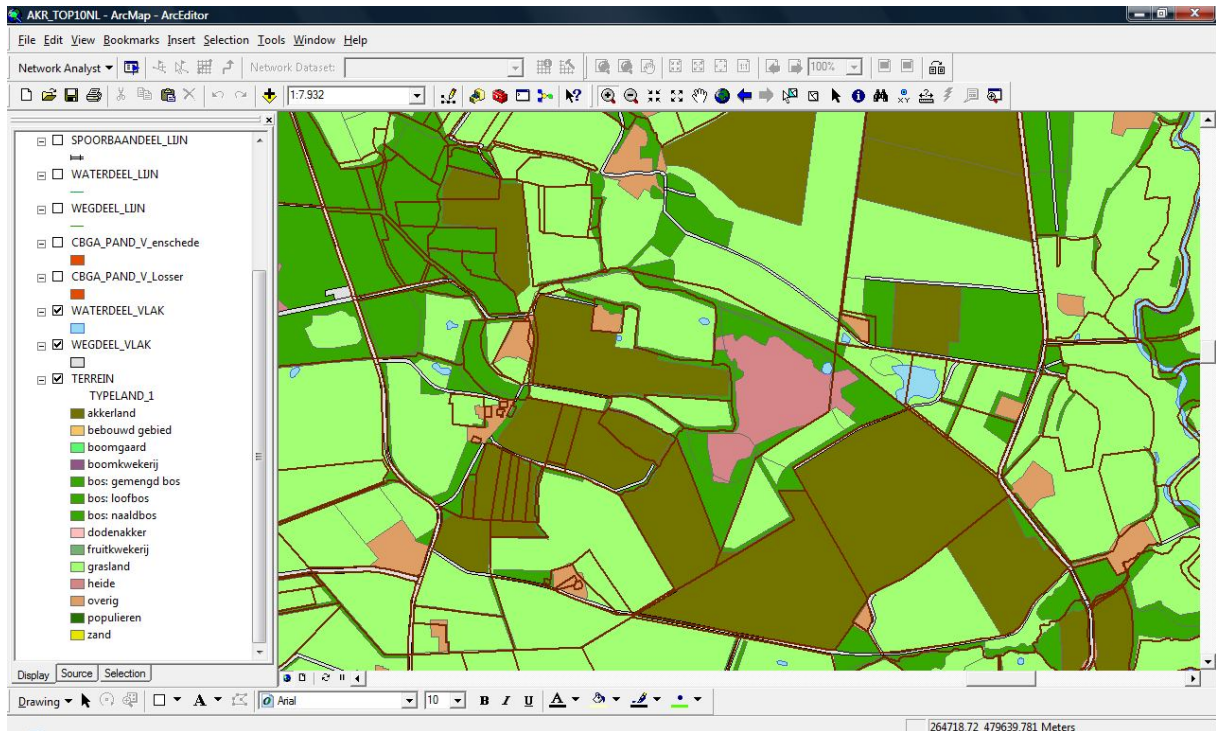 AKR_TOP10NL - ArcMap - ArcEditor
File Edit View Bookmarks Insert Selection Tools Window Help
Network Analyst Network Dataset: 100%
1:7.932
SPOORBAANDEEL_LIJN
WATERDEEL_LIJN
WEGDEEL_LIJN
CBGA_PAND_V_enschede
CBGA_PAND_V_Losser
WATERDEEL_VLAK
WEGDEEL_VLAK
TERREIN
TYPELAND_1
akkerland
bebouwd gebied
boomgaard
boomkwekerij
bos: gemengd bos
bos: loofbos
bos: naaldbos
dodenakker
fruitkwekerij
grasland
heide
overig
populieren
zand
Display Source Selection
Drawing A Arial 10 B I U A
264718,72 479639,781 Meters